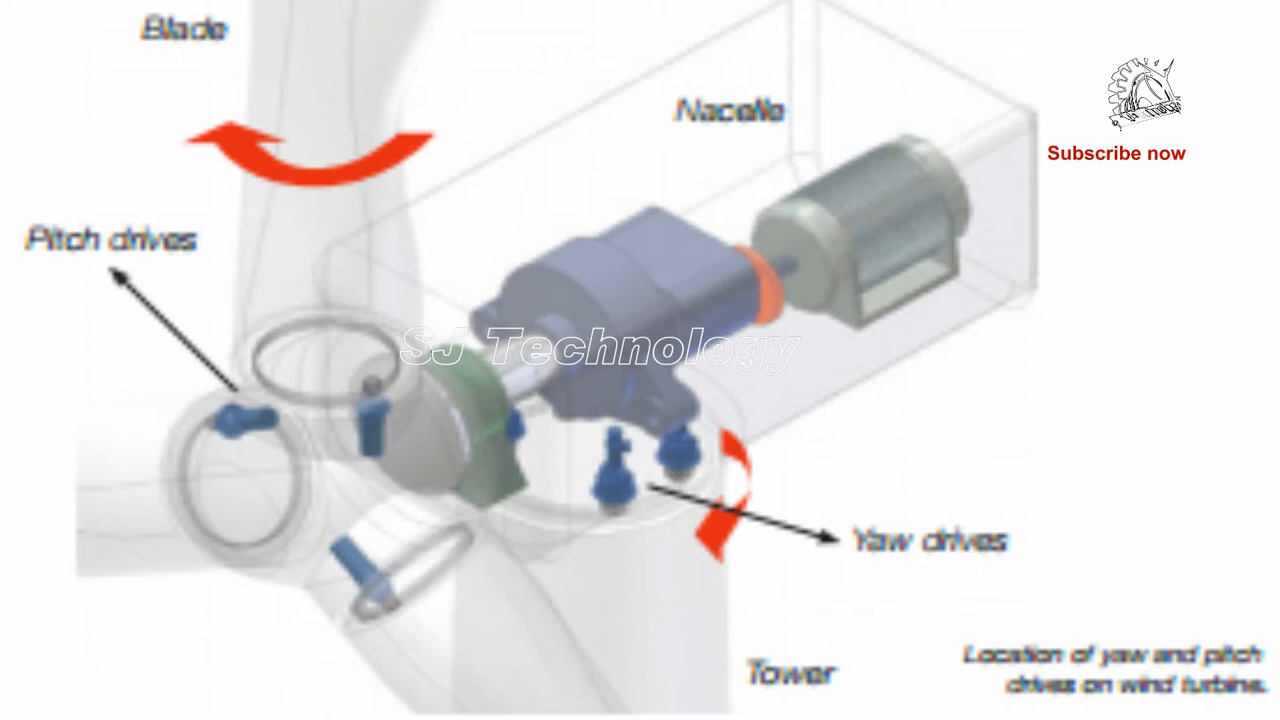 Blade
Nacelle
Subscribe now
Pitch drives
SJ Technology
Yaw drives
Tower
Location of yaw and pitch
drives on wind turbine.